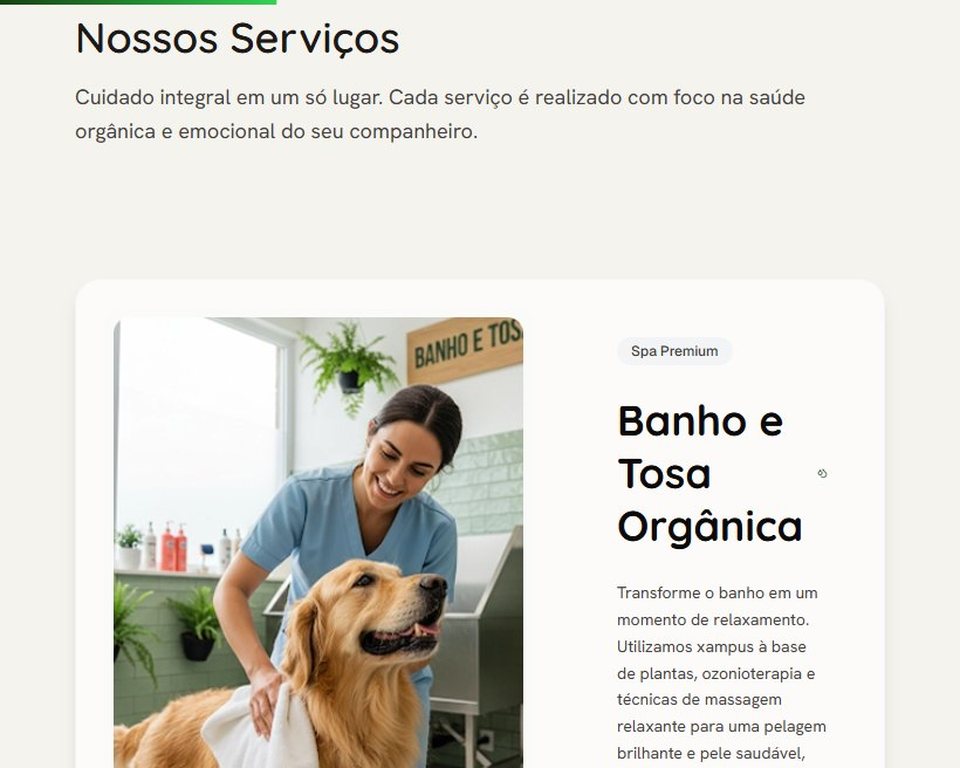 Nossos Serviços
Cuidado integral em um só lugar. Cada serviço é realizado com foco na saúde
orgânica e emocional do seu companheiro.
BANHO E TOS
Spa Premium
Banho e
Tosa
Orgânica
Transforme o banho em um
momento de relaxamento.
Utilizamos xampus à base
de plantas, ozonioterapia e
técnicas de massagem
relaxante para uma pelagem
brilhante e pele saudável,